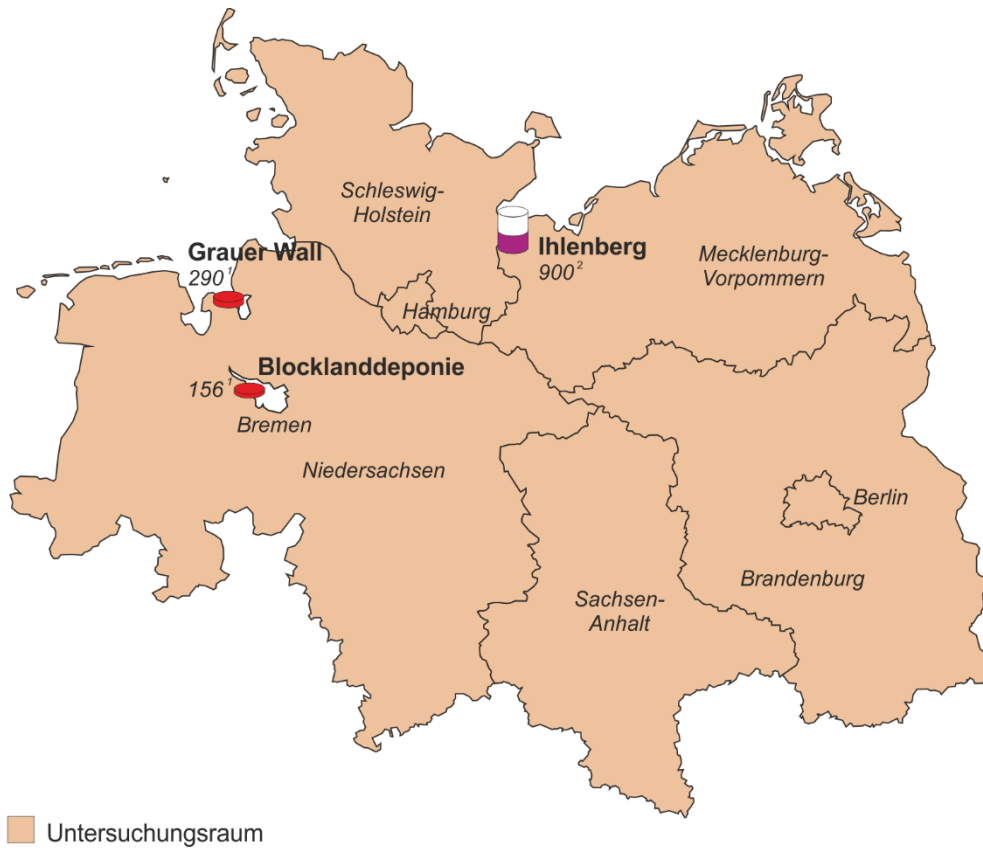 Schleswig-
Holstein
Grauer Wall
290¹
Ihlenberg
900²
Mecklenburg-
Vorpommern
Hamburg
Blocklanddeponie
156¹
Bremen
Niedersachsen
Berlin
Brandenburg
Sachsen-
Anhalt
Untersuchungsraum